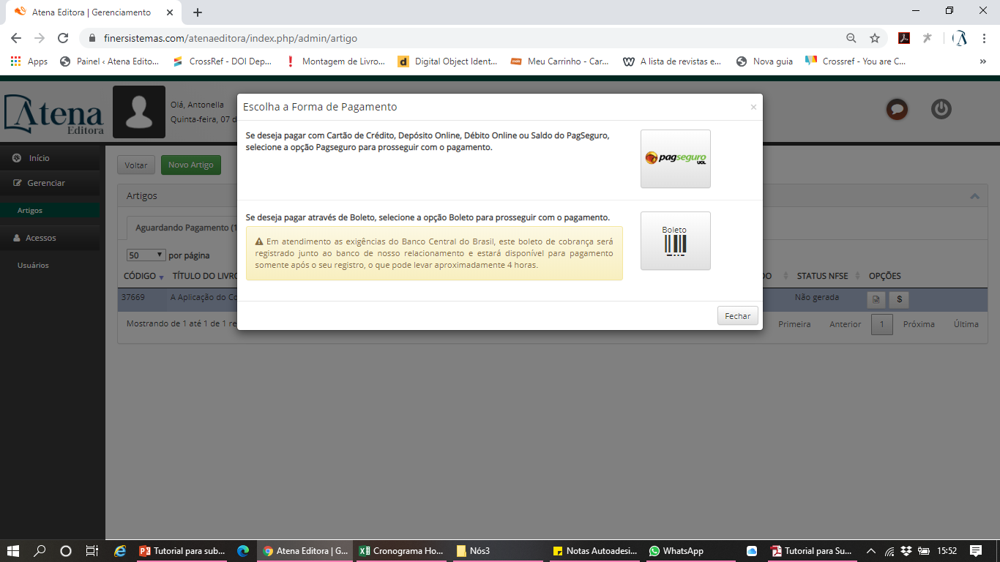 Atena Editora | Gerenciamento
finersistemas.com/atenaeditora/index.php/admin/artigo
Apps Painel ‹ Atena Edito... CrossRef - DOI Dep... Montagem de Livro... Digital Object Ident... Meu Carrinho - Car... A lista de revistas e... Nova guia Crossref - You are C... »
Atena
Editora
Olá, Antonella
Quinta-feira, 07 d
Início
Gerenciar
Artigos
Acessos
Usuários
Voltar Novo Artigo
Artigos
Aguardando Pagamento (1
50 por página
CÓDIGO TÍTULO DO LIVRO DO STATUS NFSE OPÇÕES
37669 A Aplicação do Co Não gerada $
Mostrando de 1 até 1 de 1 re Primeira Anterior 1 Próxima Última
Escolha a Forma de Pagamento ×
Se deseja pagar com Cartão de Crédito, Depósito Online, Débito Online ou Saldo do PagSeguro,
selecione a opção Pagseguro para prosseguir com o pagamento.
pagseguro
UOL
Se deseja pagar através de Boleto, selecione a opção Boleto para prosseguir com o pagamento.
Em atendimento as exigências do Banco Central do Brasil, este boleto de cobrança será
registrado junto ao banco de nosso relacionamento e estará disponível para pagamento
somente após o seu registro, o que pode levar aproximadamente 4 horas.
Boleto
Fechar
Tutorial para sub... Atena Editora | G... Cronograma Ho... Nós3 Notas Autoadesi... WhatsApp Tutorial para Su... 15:52